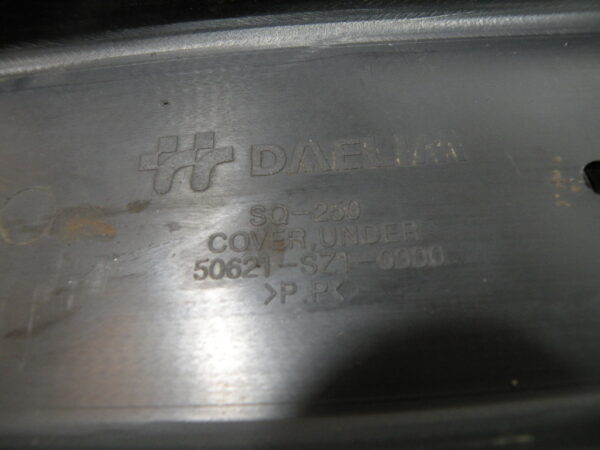 DAELIM
SQ-250
COVER, UNDER
50621-SZ1-0000
>P.P<